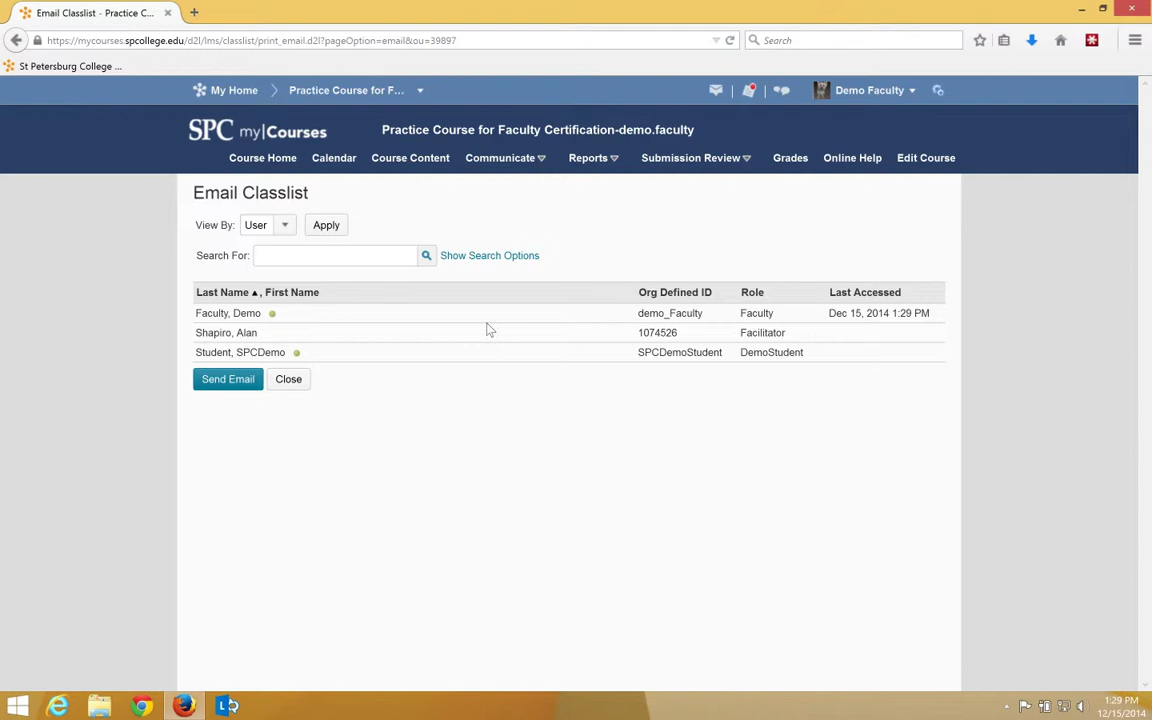 Email Classlist - Practice C...
https://mycourses.spcollege.edu/d2l/lms/classlist/print_email.d2l?pageOption=email&ou=39897
Search
St Petersburg College ...
My Home
Practice Course for F...
Demo Faculty
SPC my|Courses
Practice Course for Faculty Certification-demo.faculty
Course Home
Calendar
Course Content
Communicate
Reports
Submission Review
Grades
Online Help
Edit Course
Email Classlist
View By: User Apply
Search For: Show Search Options
Last Name ▲, First Name Org Defined ID Role Last Accessed
Faculty, Demo demo_Faculty Faculty Dec 15, 2014 1:29 PM
Shapiro, Alan 1074526 Facilitator
Student, SPCDemo SPCDemoStudent DemoStudent
Send Email Close
1:29 PM
12/15/2014